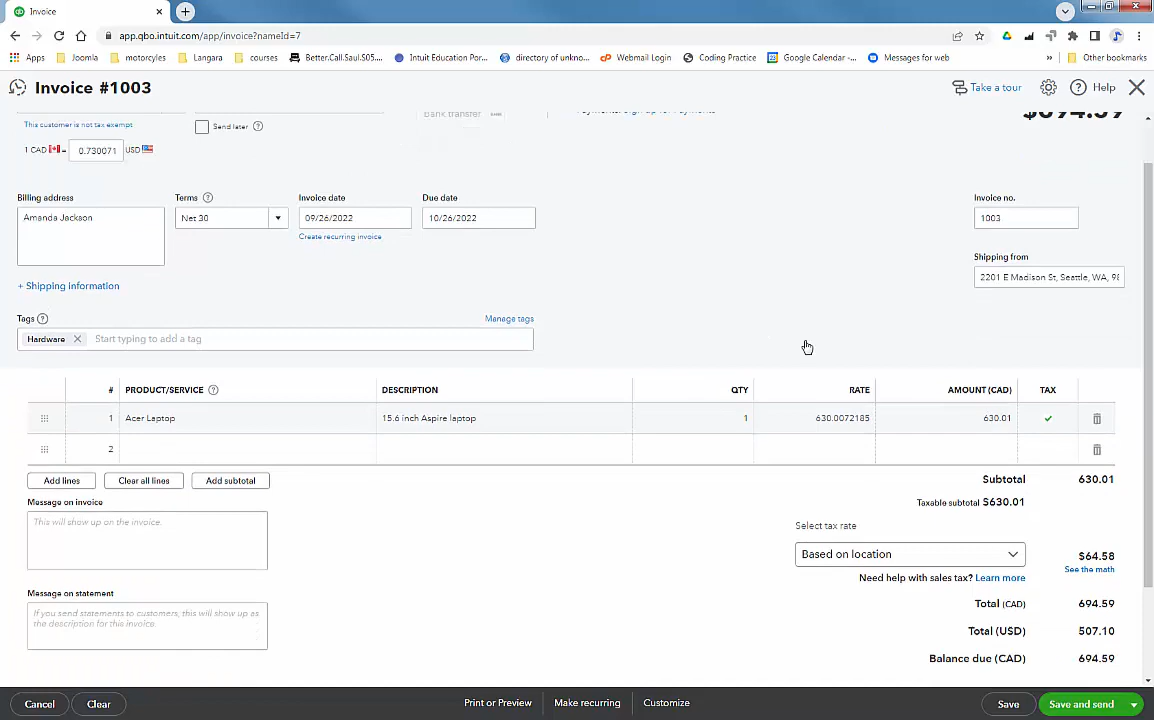 Invoice
app.qbo.intuit.com/app/invoice?nameId=7
Apps Joomla motorcyles Langara courses Better.Call.Saul.S05.... Intuit Education Por... directory of unkno... Webmail Login Coding Practice Google Calendar -... Messages for web » Other bookmarks
Invoice #1003 Take a tour Help
This customer is not tax exempt Send later Bank transfer $694.59
1 CAD = 0.730071 USD
Billing address Terms Invoice date Due date Invoice no.
Amanda Jackson Net 30 09/26/2022 10/26/2022 1003
Create recurring invoice
Shipping from
2201 E Madison St, Seattle, WA, 98
+ Shipping information
Tags Manage tags
Hardware Start typing to add a tag
# PRODUCT/SERVICE DESCRIPTION QTY RATE AMOUNT (CAD) TAX
1 Acer Laptop 15.6 inch Aspire laptop 1 630.0072185 630.01
2
Add lines Clear all lines Add subtotal Subtotal 630.01
Message on invoice Taxable subtotal $630.01
This will show up on the invoice.
Select tax rate
Based on location $64.58
See the math
Need help with sales tax? Learn more
Message on statement
If you send statements to customers, this will show up as
the description for this invoice.
Total (CAD) 694.59
Total (USD) 507.10
Balance due (CAD) 694.59
Cancel Clear Print or Preview Make recurring Customize Save Save and send